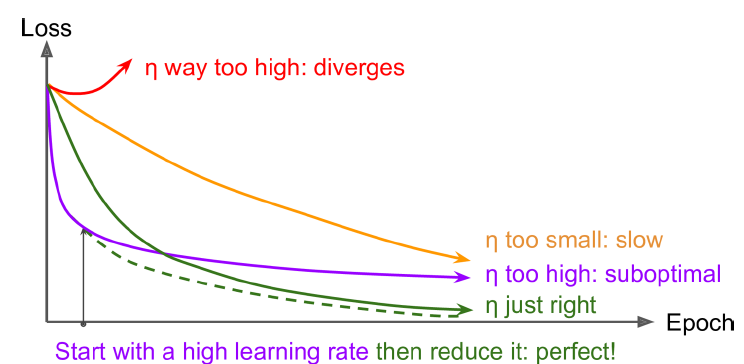 Loss
η way too high: diverges
η too small: slow
η too high: suboptimal
η just right
Epoch
Start with a high learning rate then reduce it: perfect!